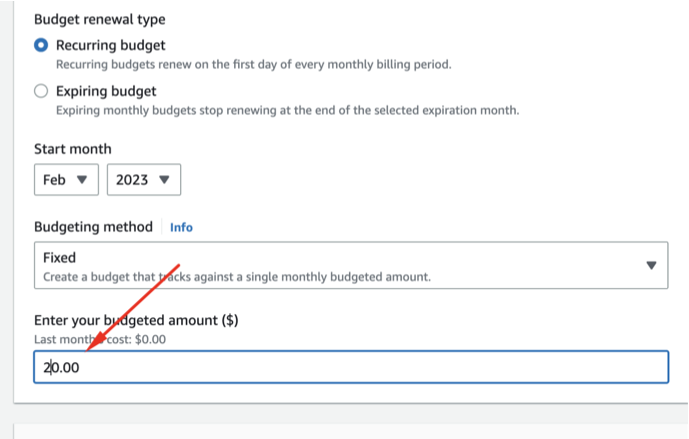 Budget renewal type
Recurring budget
Recurring budgets renew on the first day of every monthly billing period.
Expiring budget
Expiring monthly budgets stop renewing at the end of the selected expiration month.
Start month
Feb 2023
Budgeting method Info
Fixed
Create a budget that tracks against a single monthly budgeted amount.
Enter your budgeted amount ($)
Last month's cost: $0.00
20.00